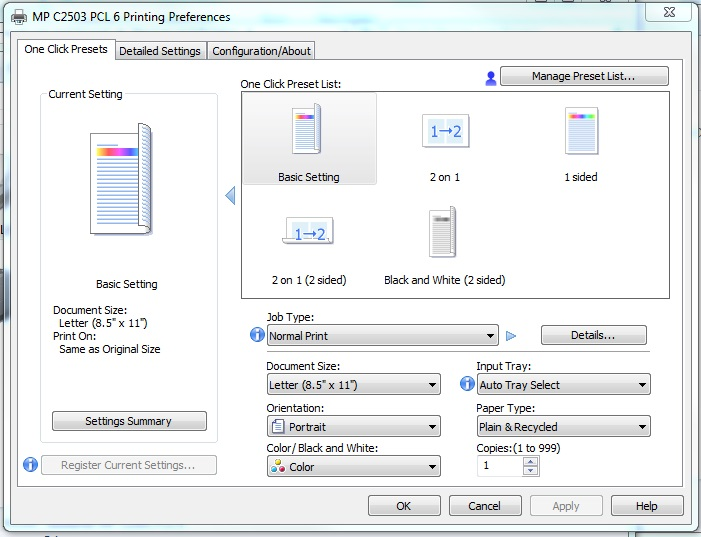 MP C2503 PCL 6 Printing Preferences
One Click Presets
Detailed Settings
Configuration/About
Current Setting
Basic Setting
Document Size:
Letter (8.5" x 11")
Print On:
Same as Original Size
Settings Summary
Register Current Settings...
One Click Preset List:
Manage Preset List...
Basic Setting
1→2
2 on 1
1 sided
1→2
2 on 1 (2 sided)
Black and White (2 sided)
Job Type:
Normal Print
Details...
Document Size:
Letter (8.5" x 11")
Input Tray:
Auto Tray Select
Orientation:
Portrait
Paper Type:
Plain & Recycled
Color/ Black and White:
Color
Copies:(1 to 999)
1
OK
Cancel
Apply
Help